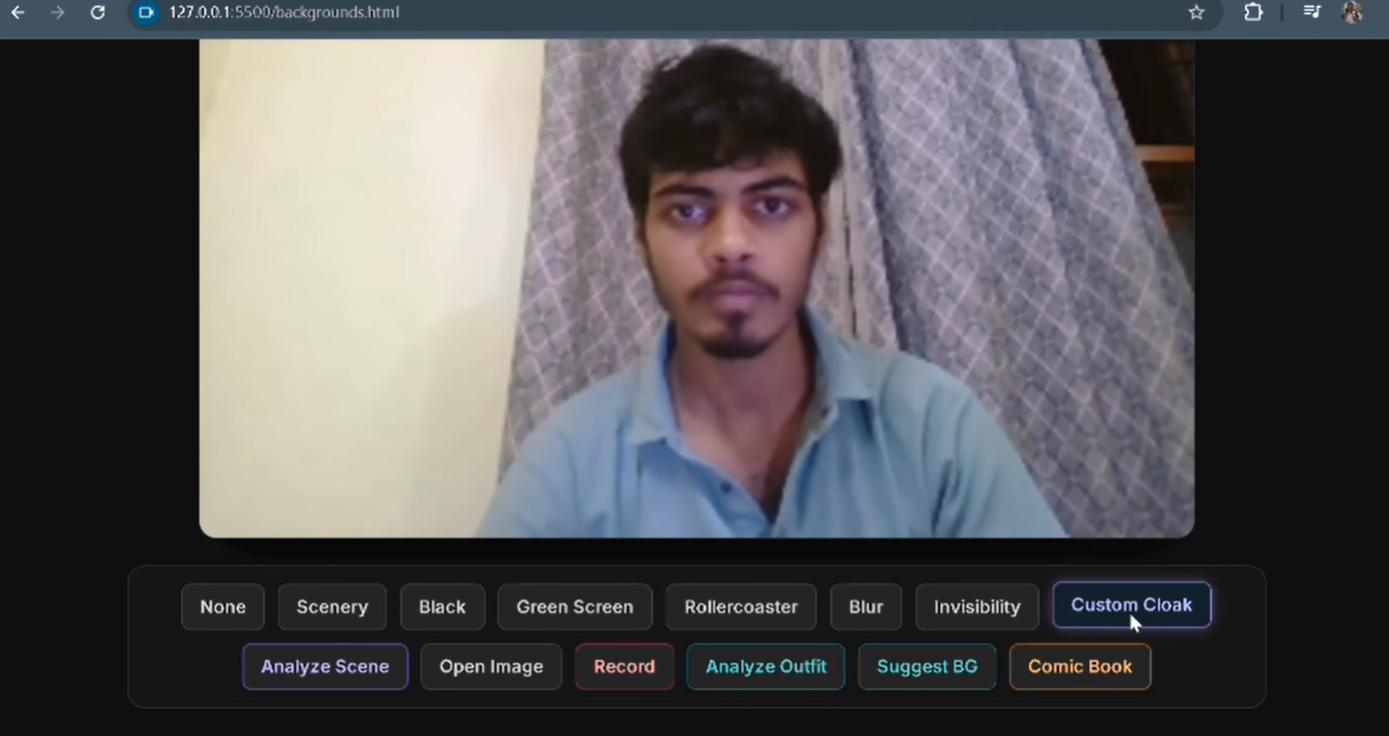 127.0.0.1:5500/backgrounds.html
None Scenery Black Green Screen Rollercoaster Blur Invisibility Custom Cloak
Analyze Scene Open Image Record Analyze Outfit Suggest BG Comic Book